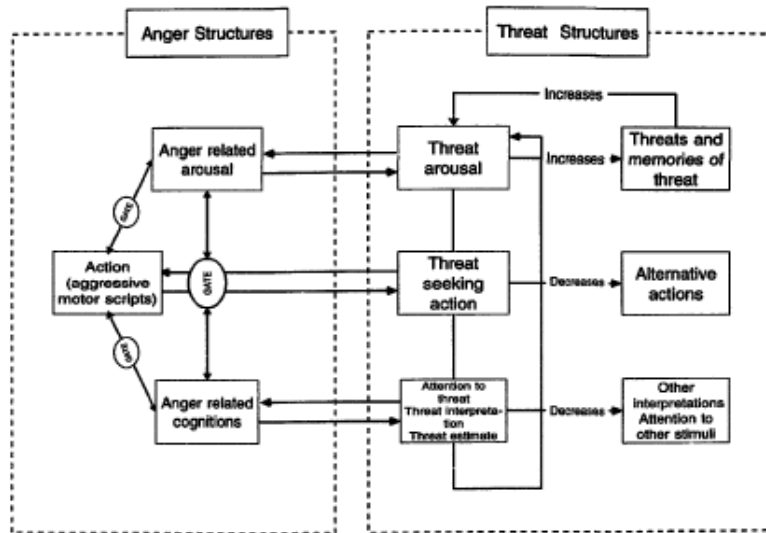 Anger Structures
Threat Structures
Increases
Anger related
arousal
Threat
arousal
Increases
Threats and
memories of
threat
GATE
Action
(aggressive
motor scripts)
GATE
Threat
seeking
action
Decreases
Alternative
actions
GATE
Anger related
cognitions
Attention to
threat
Threat interpreta-
tion
Threat estimate
Decreases
Other
interpretations
Attention to
other stimuli